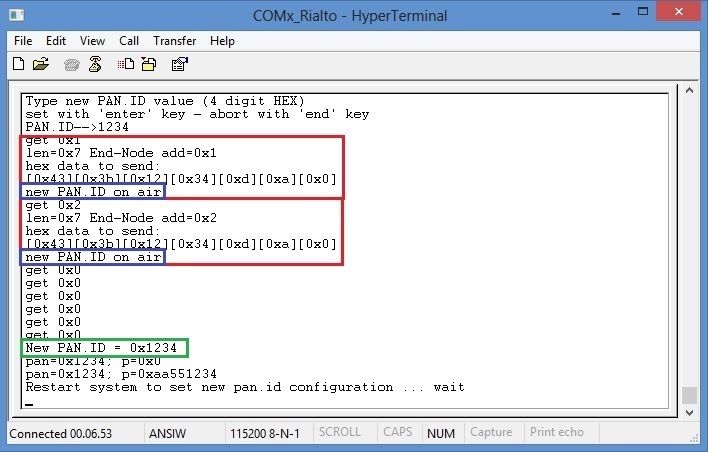 COMx_Rialto - HyperTerminal
File Edit View Call Transfer Help
Type new PAN.ID value (4 digit HEX)
set with 'enter' key - abort with 'end' key
PAN.ID-->1234
get 0x1
len=0x7 End-Node add=0x1
hex data to send:
[0x43][0x3b][0x12][0x34][0xd][0xa][0x0]
new PAN.ID on air
get 0x2
len=0x7 End-Node add=0x2
hex data to send:
[0x43][0x3b][0x12][0x34][0xd][0xa][0x0]
new PAN.ID on air
get 0x0
get 0x0
get 0x0
get 0x0
get 0x0
get 0x0
New PAN.ID = 0x1234
pan=0x1234; p=0x0
pan=0x1234; p=0xaa551234
Restart system to set new pan.id configuration ... wait
_
Connected 00.06.53 ANSIW 115200 8-N-1 SCROLL CAPS NUM Capture Print echo